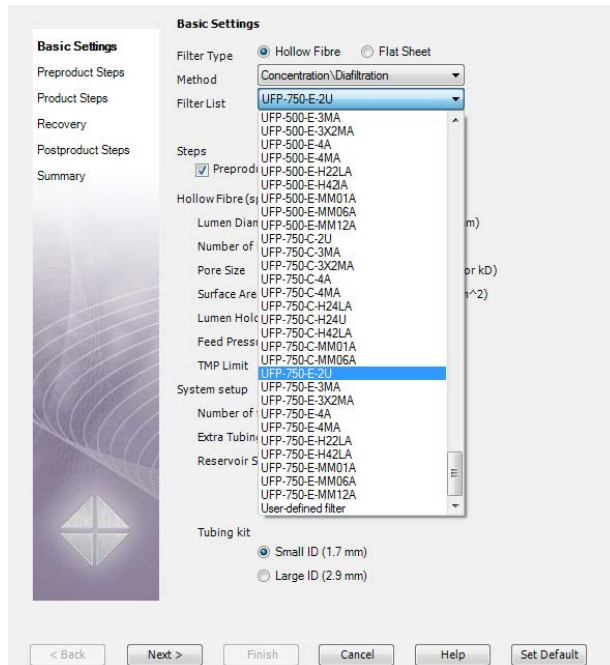 Basic Settings
Basic Settings
Preproduct Steps
Product Steps
Recovery
Postproduct Steps
Summary
Filter Type
Hollow Fibre
Flat Sheet
Method
Concentration\Diafiltration
Filter List
UFP-750-E-2U
UFP-500-E-3MA
UFP-500-E-3X2MA
UFP-500-E-4A
UFP-500-E-4MA
UFP-500-E-H22LA
UFP-500-E-H42lA
UFP-500-E-MM01A
UFP-500-E-MM06A
UFP-500-E-MM12A
UFP-750-C-2U
UFP-750-C-3MA
UFP-750-C-3X2MA
UFP-750-C-4A
UFP-750-C-4MA
UFP-750-C-H24LA
UFP-750-C-H24U
UFP-750-C-H42LA
UFP-750-C-MM01A
UFP-750-C-MM06A
UFP-750-E-2U
UFP-750-E-3MA
UFP-750-E-3X2MA
UFP-750-E-4A
UFP-750-E-4MA
UFP-750-E-H22LA
UFP-750-E-H42LA
UFP-750-E-MM01A
UFP-750-E-MM06A
UFP-750-E-MM12A
User-defined filter
Steps
Preprod
Hollow Fibre (s
Lumen Dian
m)
Number of
Pore Size
or kD)
Surface Are
n^2)
Lumen Hold
Feed Press
TMP Limit
System setup
Number of
Extra Tubin
Reservoir S
Tubing kit
Small ID (1.7 mm)
Large ID (2.9 mm)
< Back
Next >
Finish
Cancel
Help
Set Default